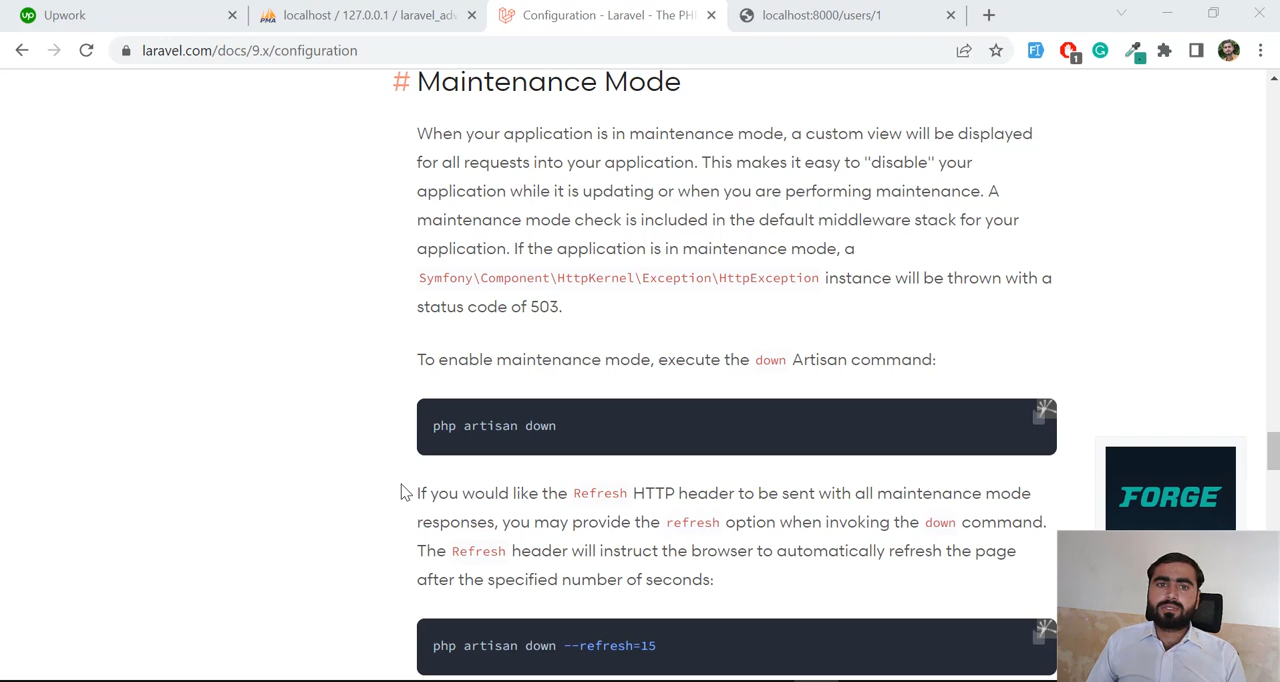 up Upwork
PMA localhost / 127.0.0.1 / laravel_adv
Configuration - Laravel - The PH
localhost:8000/users/1
laravel.com/docs/9.x/configuration
1
# Maintenance Mode
When your application is in maintenance mode, a custom view will be displayed
for all requests into your application. This makes it easy to "disable" your
application while it is updating or when you are performing maintenance. A
maintenance mode check is included in the default middleware stack for your
application. If the application is in maintenance mode, a
Symfony\Component\HttpKernel\Exception\HttpException instance will be thrown with a
status code of 503.
To enable maintenance mode, execute the down Artisan command:
php artisan down
If you would like the Refresh HTTP header to be sent with all maintenance mode
responses, you may provide the refresh option when invoking the down command.
The Refresh header will instruct the browser to automatically refresh the page
after the specified number of seconds:
FORGE
php artisan down --refresh=15